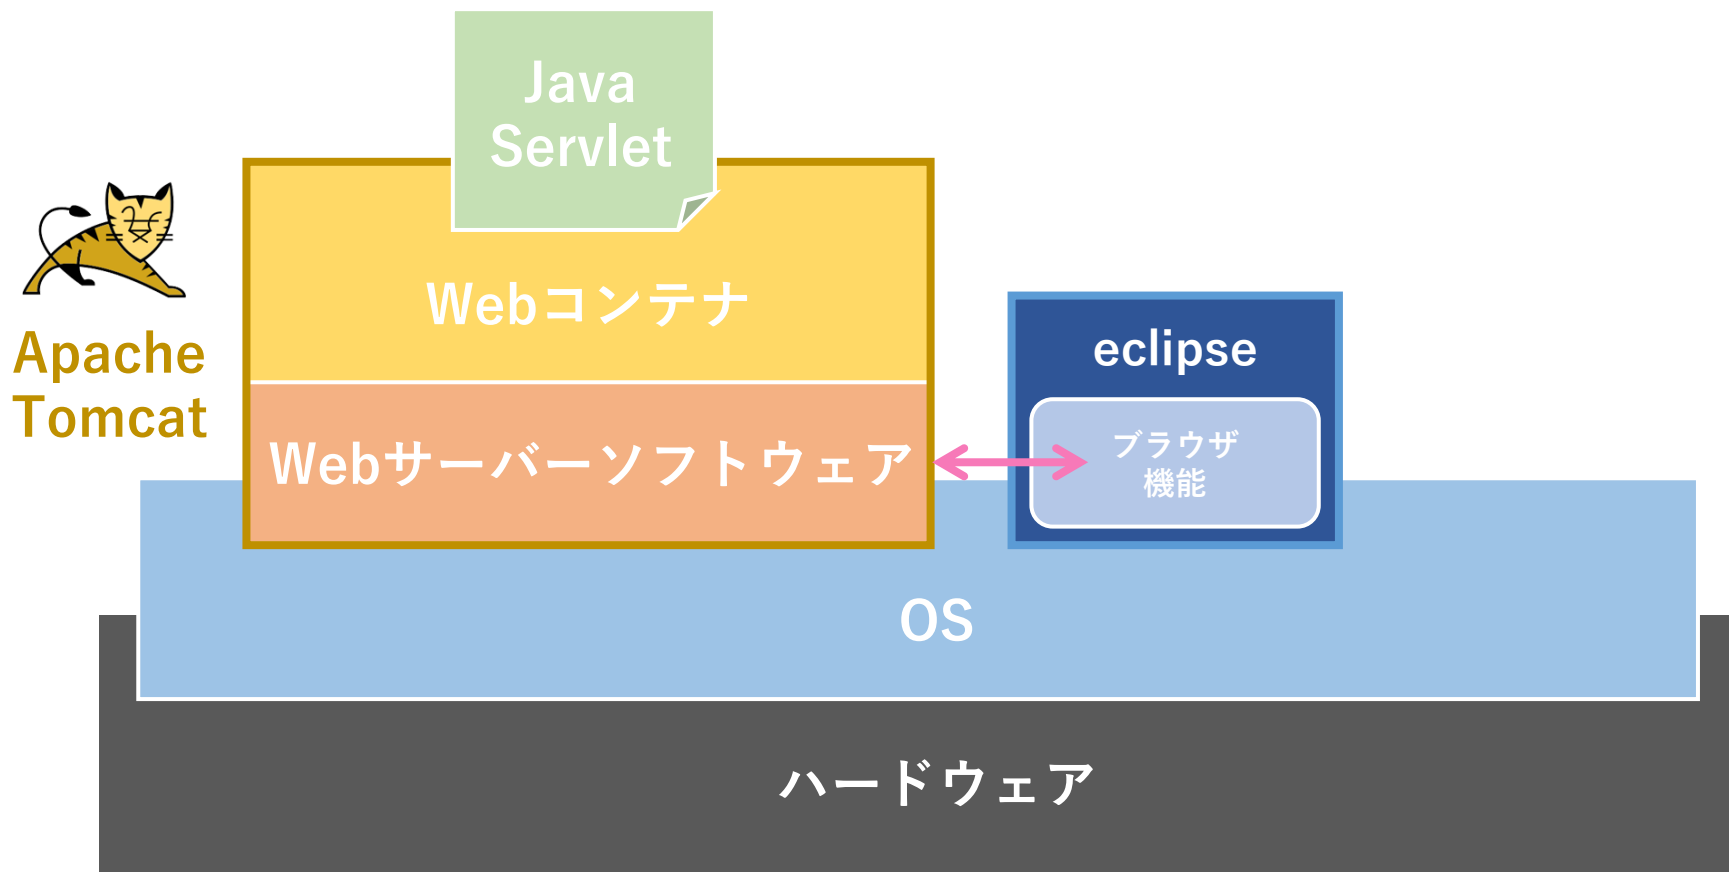 Java
Servlet
Webコンテナ
Apache
Tomcat
eclipse
Webサーバーソフトウェア
ブラウザ
機能
OS
ハードウェア